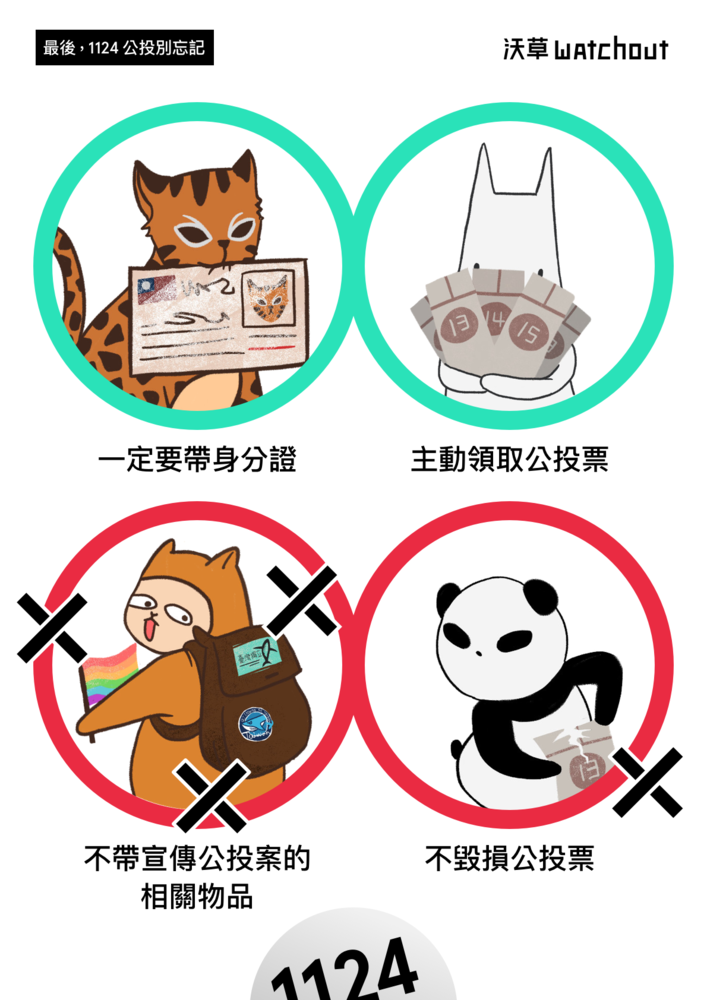 最後，1124 公投別忘記
沃草 watchout
13
14
15
一定要帶身分證
主動領取公投票
13
不帶宣傳公投案的
相關物品
不毀損公投票
1124